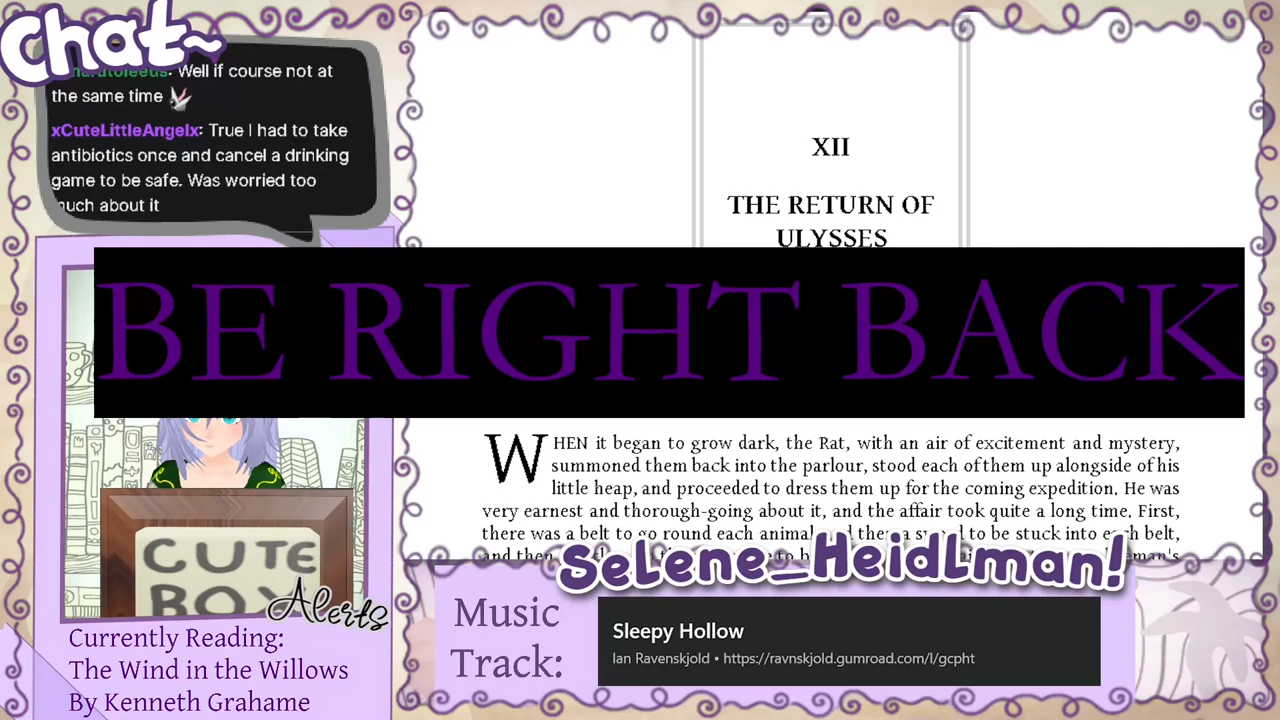 Chat~
Well if course not at
the same time
xCuteLittleAngelx: True I had to take
antibiotics once and cancel a drinking
game to be safe. Was worried too
much about it
XII
THE RETURN OF
ULYSSES
BE RIGHT BACK
WHEN it began to grow dark, the Rat, with an air of excitement and mystery,
summoned them back into the parlour, stood each of them up alongside of his
little heap, and proceeded to dress them up for the coming expedition. He was
very earnest and thorough-going about it, and the affair took quite a long time. First,
there was a belt to go round each animal, and then a sword to be stuck into each belt,
and then
CUTE
BOX
Alerts
SeLene_HeidLman!
Currently Reading:
The Wind in the Willows
By Kenneth Grahame
Music
Track:
Sleepy Hollow
Ian Ravenskjold • https://ravnskjold.gumroad.com/l/gcpht